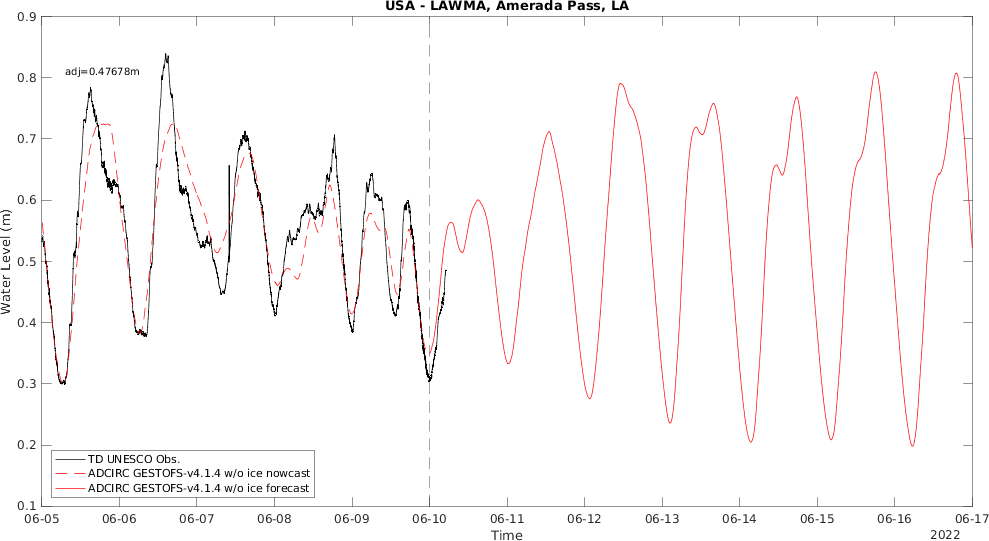 USA - LAWMA, Amerada Pass, LA
0.9
0.8
0.7
0.6
0.5
0.4
0.3
0.2
0.1
Water Level (m)
adj=0.47678m
TD UNESCO Obs.
ADCIRC GESTOFS-v4.1.4 w/o ice nowcast
ADCIRC GESTOFS-v4.1.4 w/o ice forecast
06-05 06-06 06-07 06-08 06-09 06-10 06-11 06-12 06-13 06-14 06-15 06-16 06-17
Time
2022